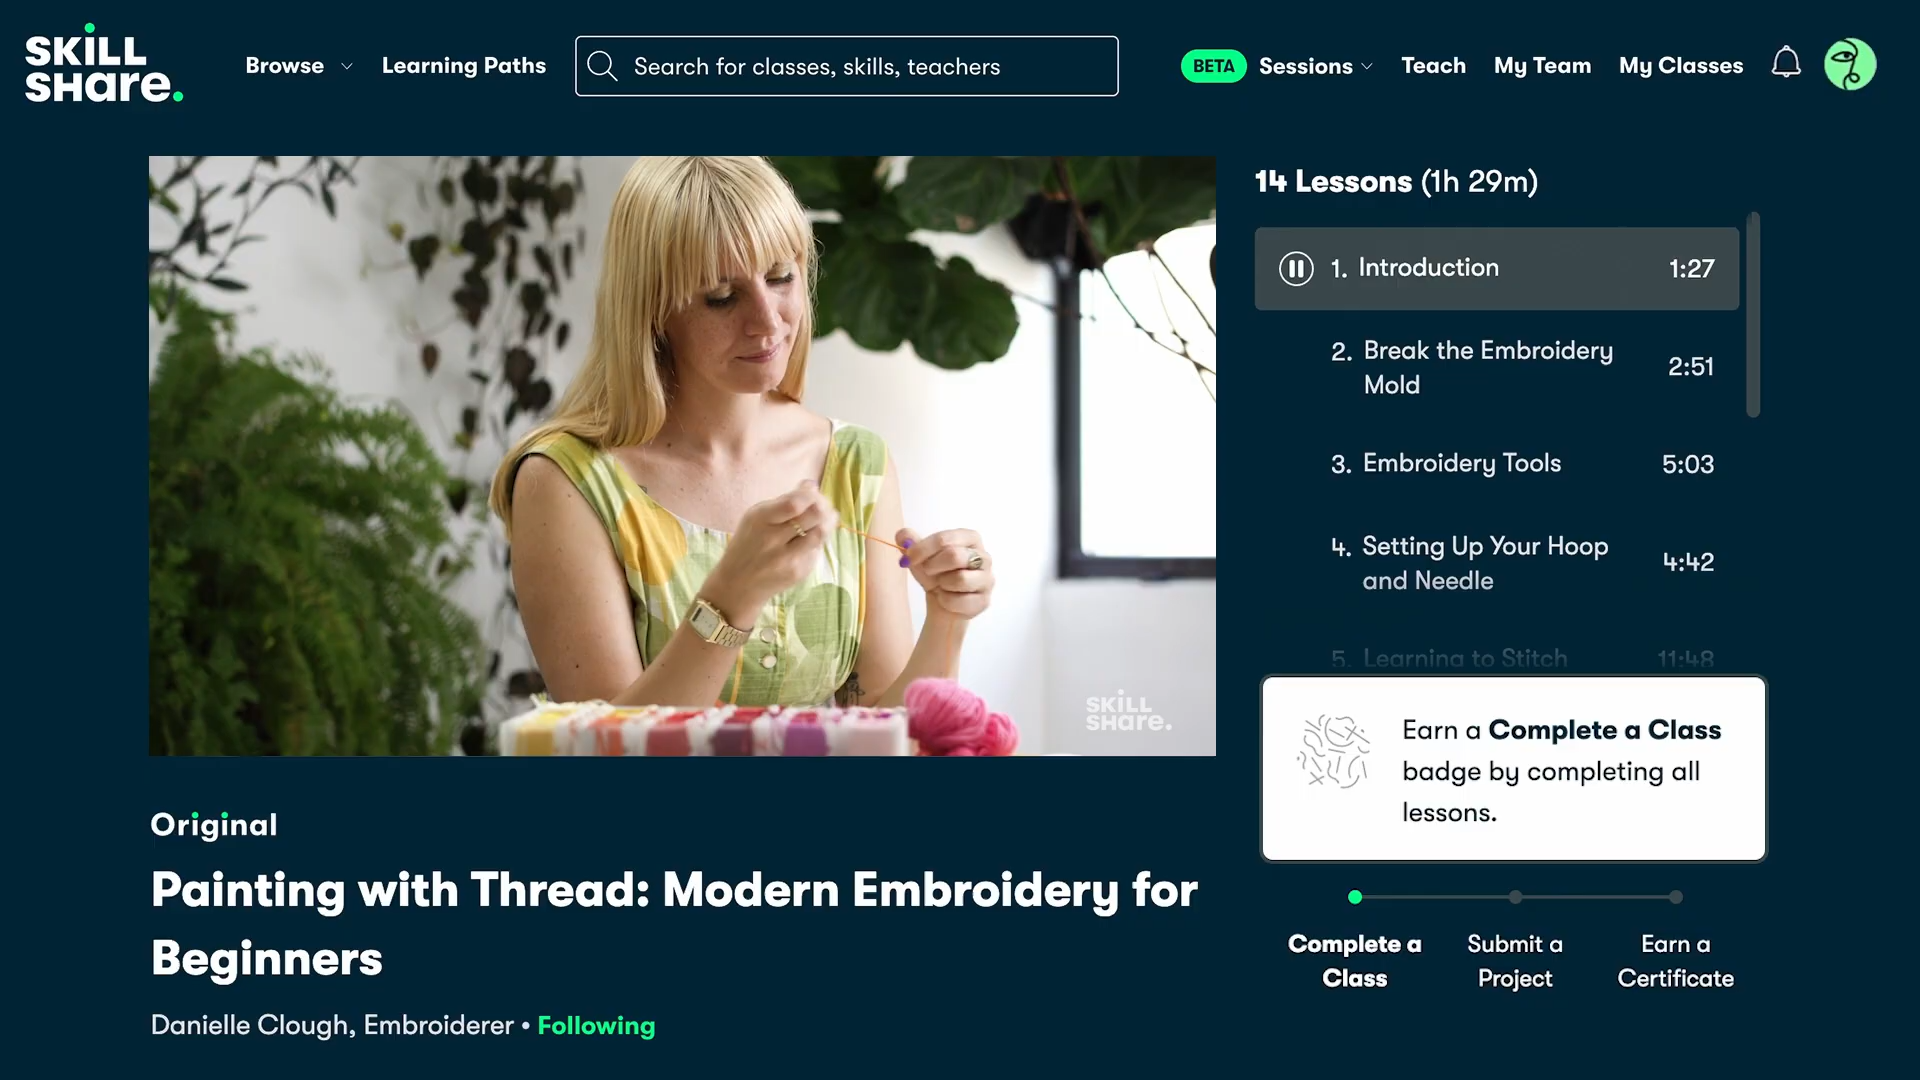 SKiLL
SHare.
Browse
Learning Paths
Search for classes, skills, teachers
BETA
Sessions
Teach
My Team
My Classes
SKiLL
SHare.
14 Lessons (1h 29m)
1. Introduction 1:27
2. Break the Embroidery
Mold 2:51
3. Embroidery Tools 5:03
4. Setting Up Your Hoop
and Needle 4:42
5. Learning to Stitch 11:48
Earn a Complete a Class
badge by completing all
lessons.
Complete a
Class
Submit a
Project
Earn a
Certificate
Original
Painting with Thread: Modern Embroidery for
Beginners
Danielle Clough, Embroiderer • Following